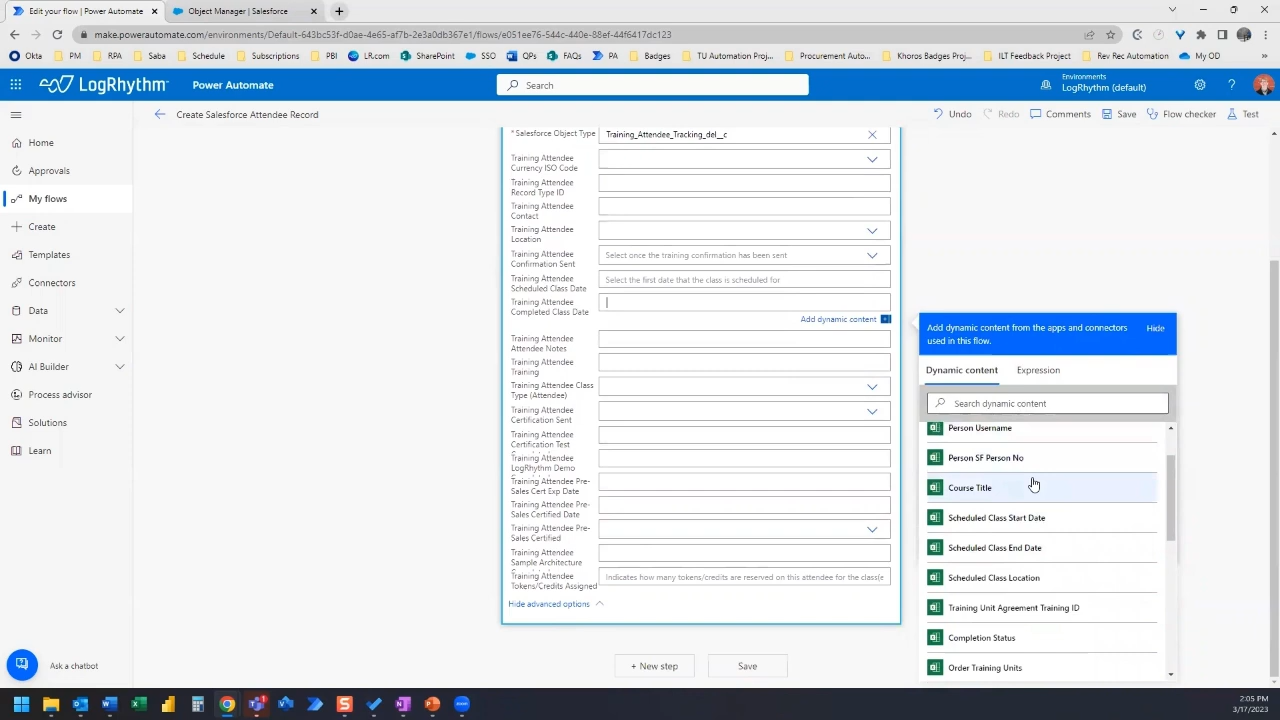 Edit your flow | Power Automate
Object Manager | Salesforce
make.powerautomate.com/environments/Default-643bc53f-d0ae-4e65-af7b-2e3a0db367e1/flows/e051ee76-544c-440e-88ef-44f6417dc123
Okta
PM
RPA
Schedule
Subscriptions
PBI
LR.com
SharePoint
SSO
QPs
FAQs
PA
Badges
TU Automation Proj...
Procurement Auto...
Khoros Badges Proj...
ILT Feedback Project
Rev Rec Automation
My OD
LogRhythm
Power Automate
Search
Environments
LogRhythm (default)
Create Salesforce Attendee Record
Undo
Redo
Comments
Save
Flow checker
Test
Home
Approvals
My flows
Create
Templates
Connectors
Data
Monitor
AI Builder
Process advisor
Solutions
Learn
Ask a chatbot
* Salesforce Object Type
Training_Attendee_Tracking_del__c
Training Attendee
Currency ISO Code
Training Attendee
Record Type ID
Training Attendee
Contact
Training Attendee
Location
Training Attendee
Confirmation Sent
Select once the training confirmation has been sent
Training Attendee
Scheduled Class Date
Select the first date that the class is scheduled for
Training Attendee
Completed Class Date
Add dynamic content
Training Attendee
Attendee Notes
Training Attendee
Training
Training Attendee Class
Type (Attendee)
Training Attendee
Certification Sent
Training Attendee
Certification Test
Training Attendee
LogRhythm Demo
Training Attendee Pre-
Sales Cert Exp Date
Training Attendee Pre-
Sales Certified Date
Training Attendee Pre-
Sales Certified
Training Attendee
Sample Architecture
Training Attendee
Tokens/Credits Assigned
Indicates how many tokens/credits are reserved on this attendee for the class(e
Hide advanced options
+ New step
Save
Add dynamic content from the apps and connectors
used in this flow.
Hide
Dynamic content
Expression
Search dynamic content
Person Username
Person SF Person No
Course Title
Scheduled Class Start Date
Scheduled Class End Date
Scheduled Class Location
Training Unit Agreement Training ID
Completion Status
Order Training Units
2:05 PM
3/17/2023